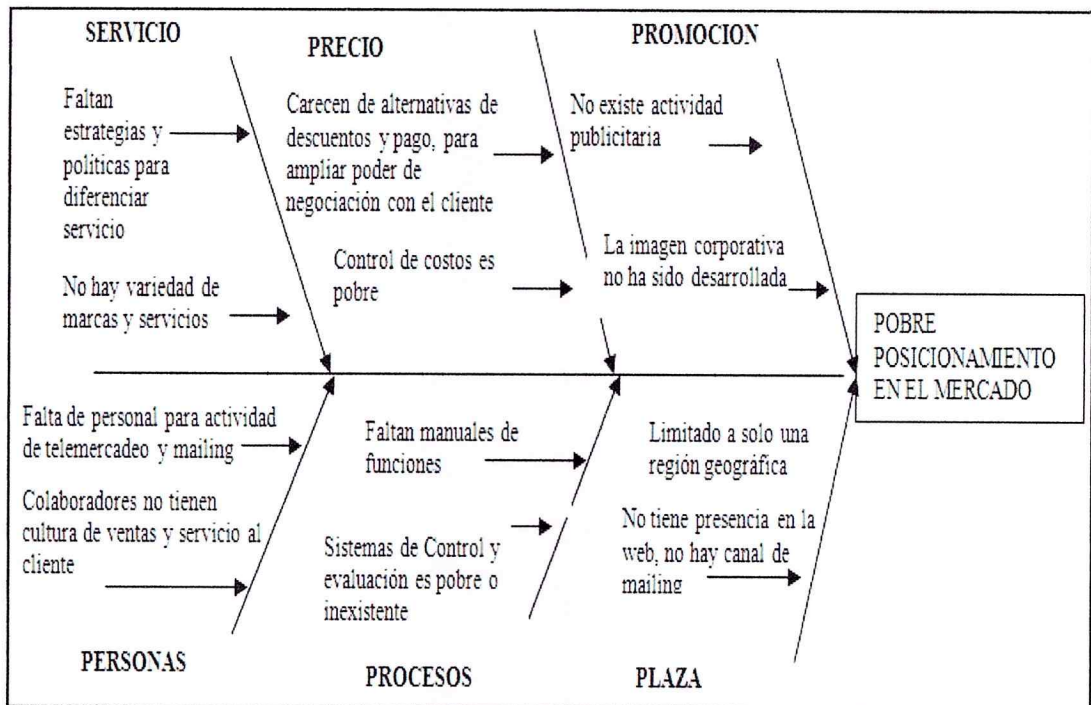 SERVICIO
Faltan
estrategias y
políticas para
diferenciar
servicio
No hay variedad de
marcas y servicios
PRECIO
Carecen de alternativas de
descuentos y pago, para
ampliar poder de
negociación con el cliente
Control de costos es
pobre
PROMOCION
No existe actividad
publicitaria
La imagen corporativa
no ha sido desarrollada
POBRE
POSICIONAMIENTO
EN EL MERCADO
Falta de personal para actividad
de telemercadeo y mailing
Colaboradores no tienen
cultura de ventas y servicio al
cliente
PERSONAS
Faltan manuales de
funciones
Sistemas de Control y
evaluación es pobre o
inexistente
PROCESOS
Limitado a solo una
región geográfica
No tiene presencia en la
web, no hay canal de
mailing
PLAZA